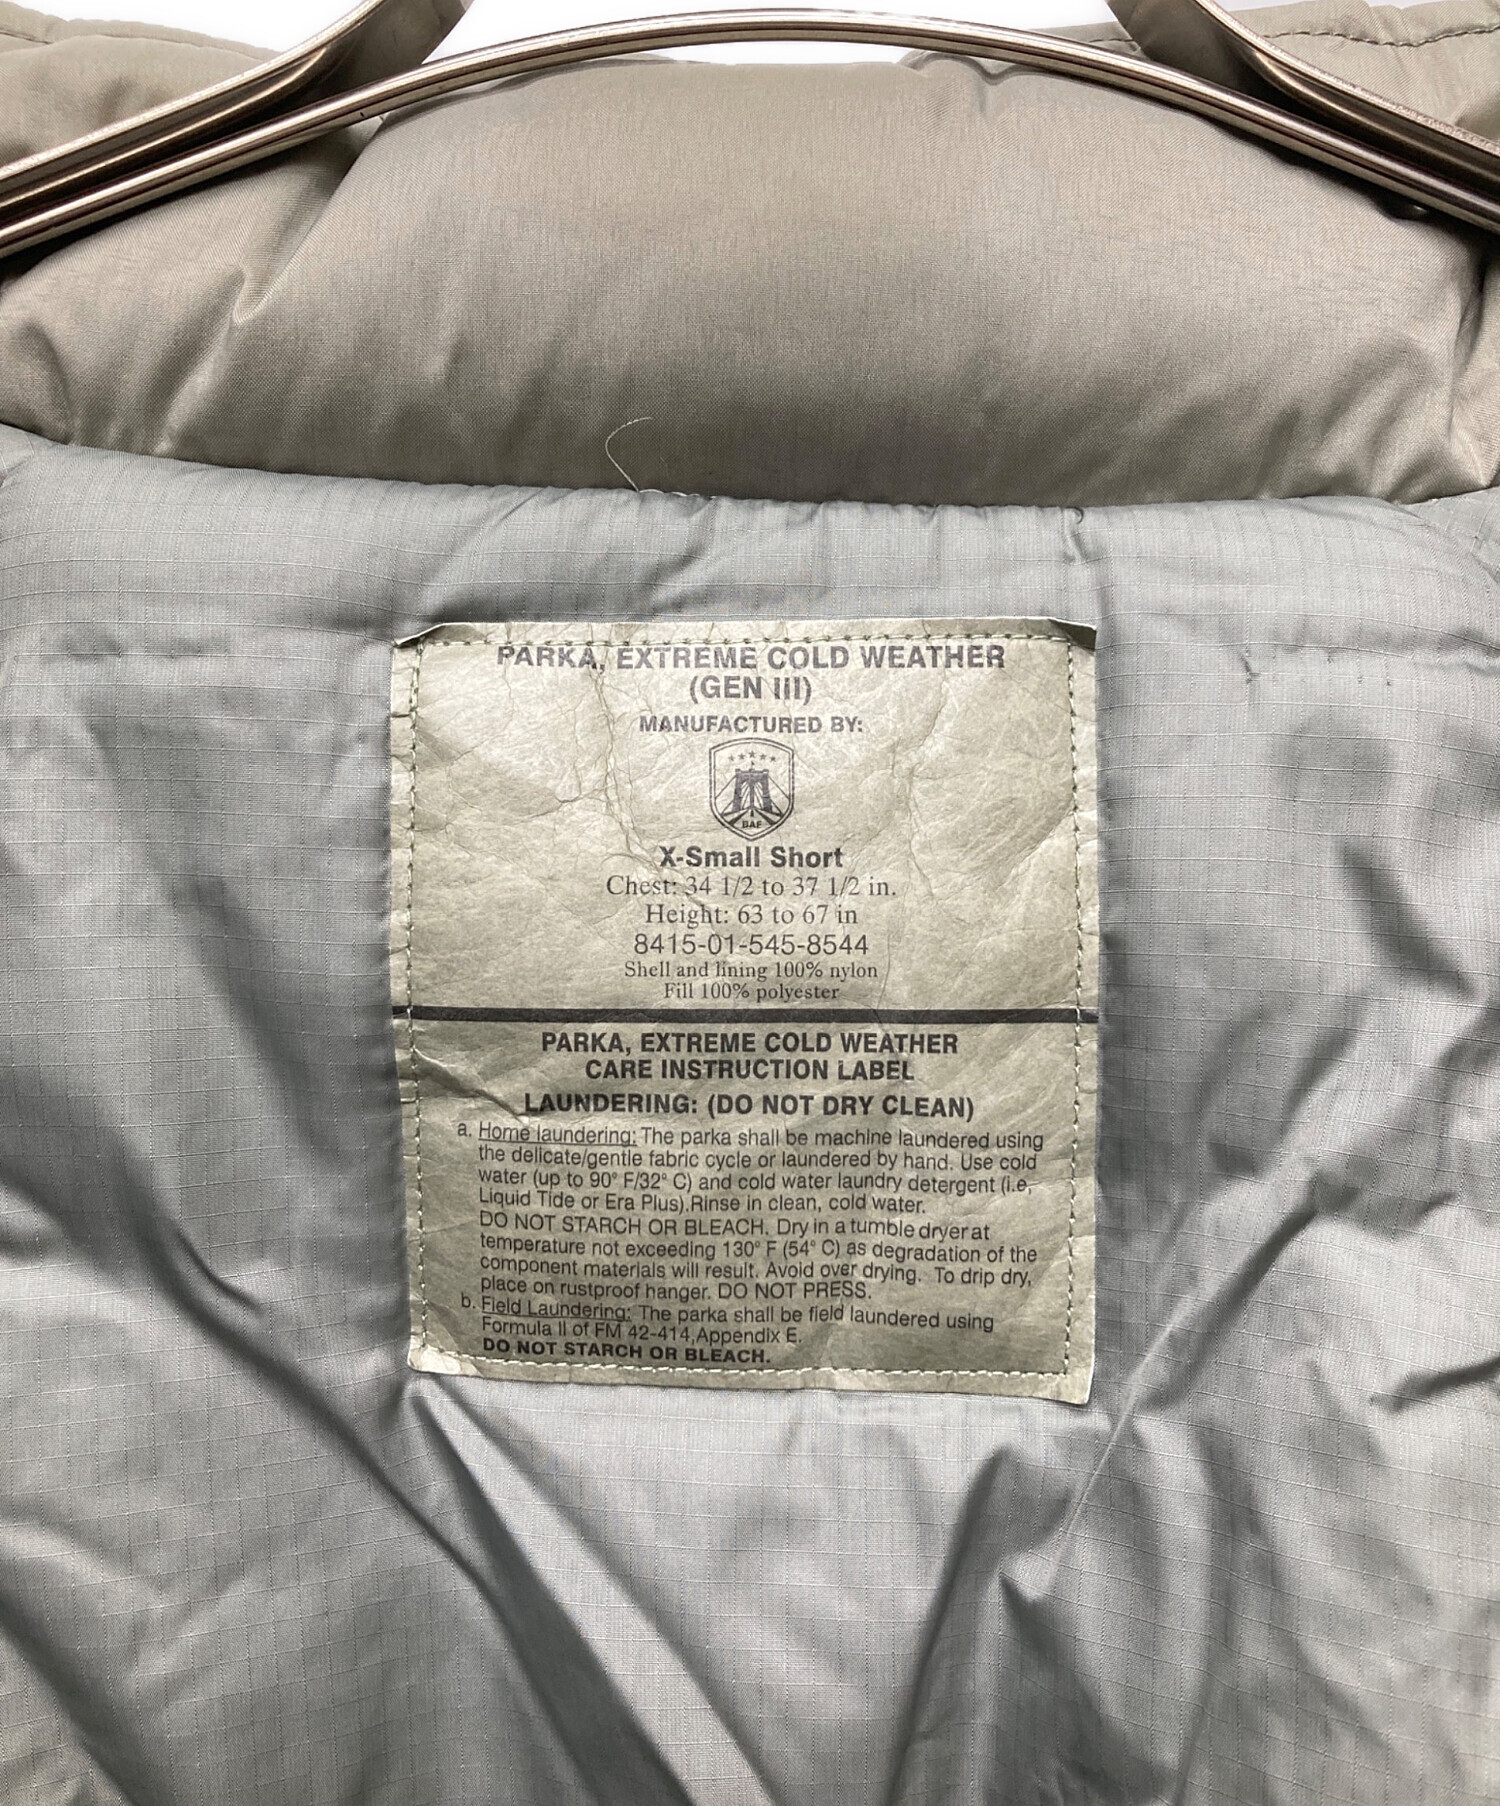 PARKA, EXTREME COLD WEATHER
(GEN III)
MANUFACTURED BY:
BAF
X-Small Short
Chest: 34 1/2 to 37 1/2 in.
Height: 63 to 67 in
8415-01-545-8544
Shell and lining 100% nylon
Fill 100% polyester
PARKA, EXTREME COLD WEATHER
CARE INSTRUCTION LABEL
LAUNDERING: (DO NOT DRY CLEAN)
a. Home laundering: The parka shall be machine laundered using
the delicate/gentle fabric cycle or laundered by hand. Use cold
water (up to 90° F/32° C) and cold water laundry detergent (i.e,
Liquid Tide or Era Plus).Rinse in clean, cold water.
DO NOT STARCH OR BLEACH. Dry in a tumble dryer at
temperature not exceeding 130° F (54° C) as degradation of the
component materials will result. Avoid over drying. To drip dry,
place on rustproof hanger. DO NOT PRESS.
b. Field Laundering: The parka shall be field laundered using
Formula II of FM 42-414,Appendix E.
DO NOT STARCH OR BLEACH.